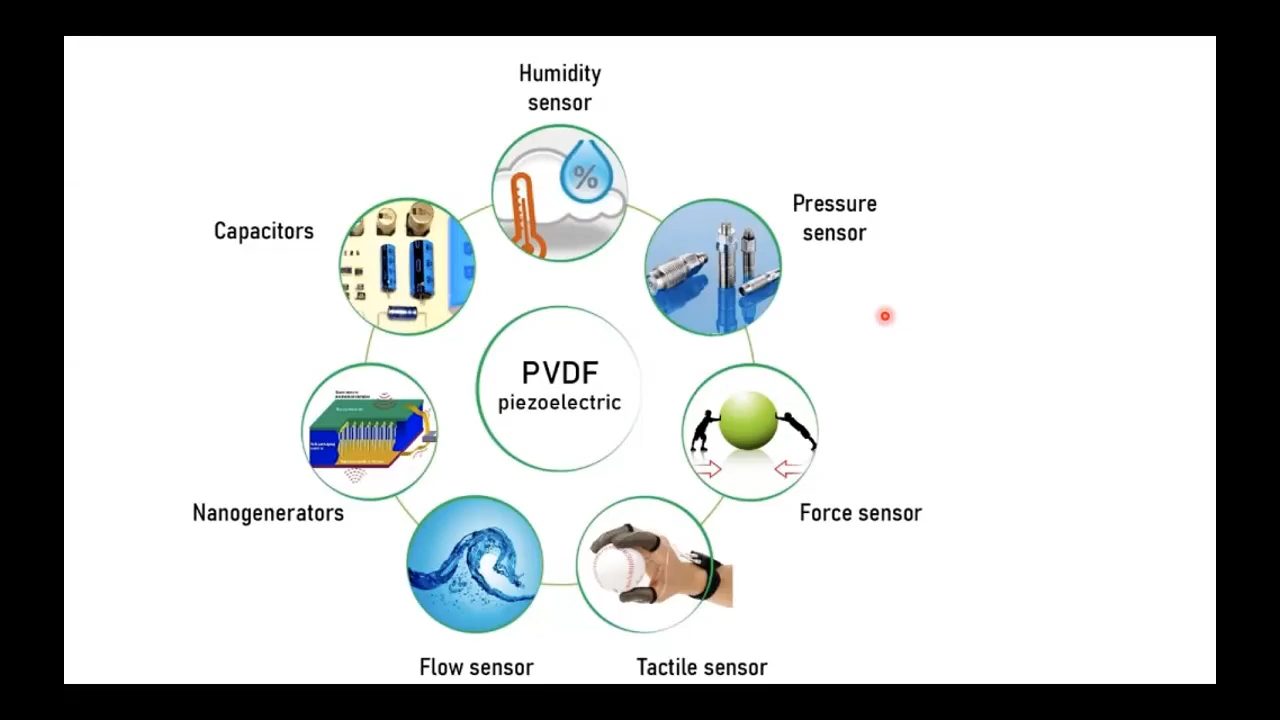 Humidity
sensor
%
Pressure
sensor
Capacitors
PVDF
piezoelectric
Nanogenerators
Force sensor
Flow sensor
Tactile sensor